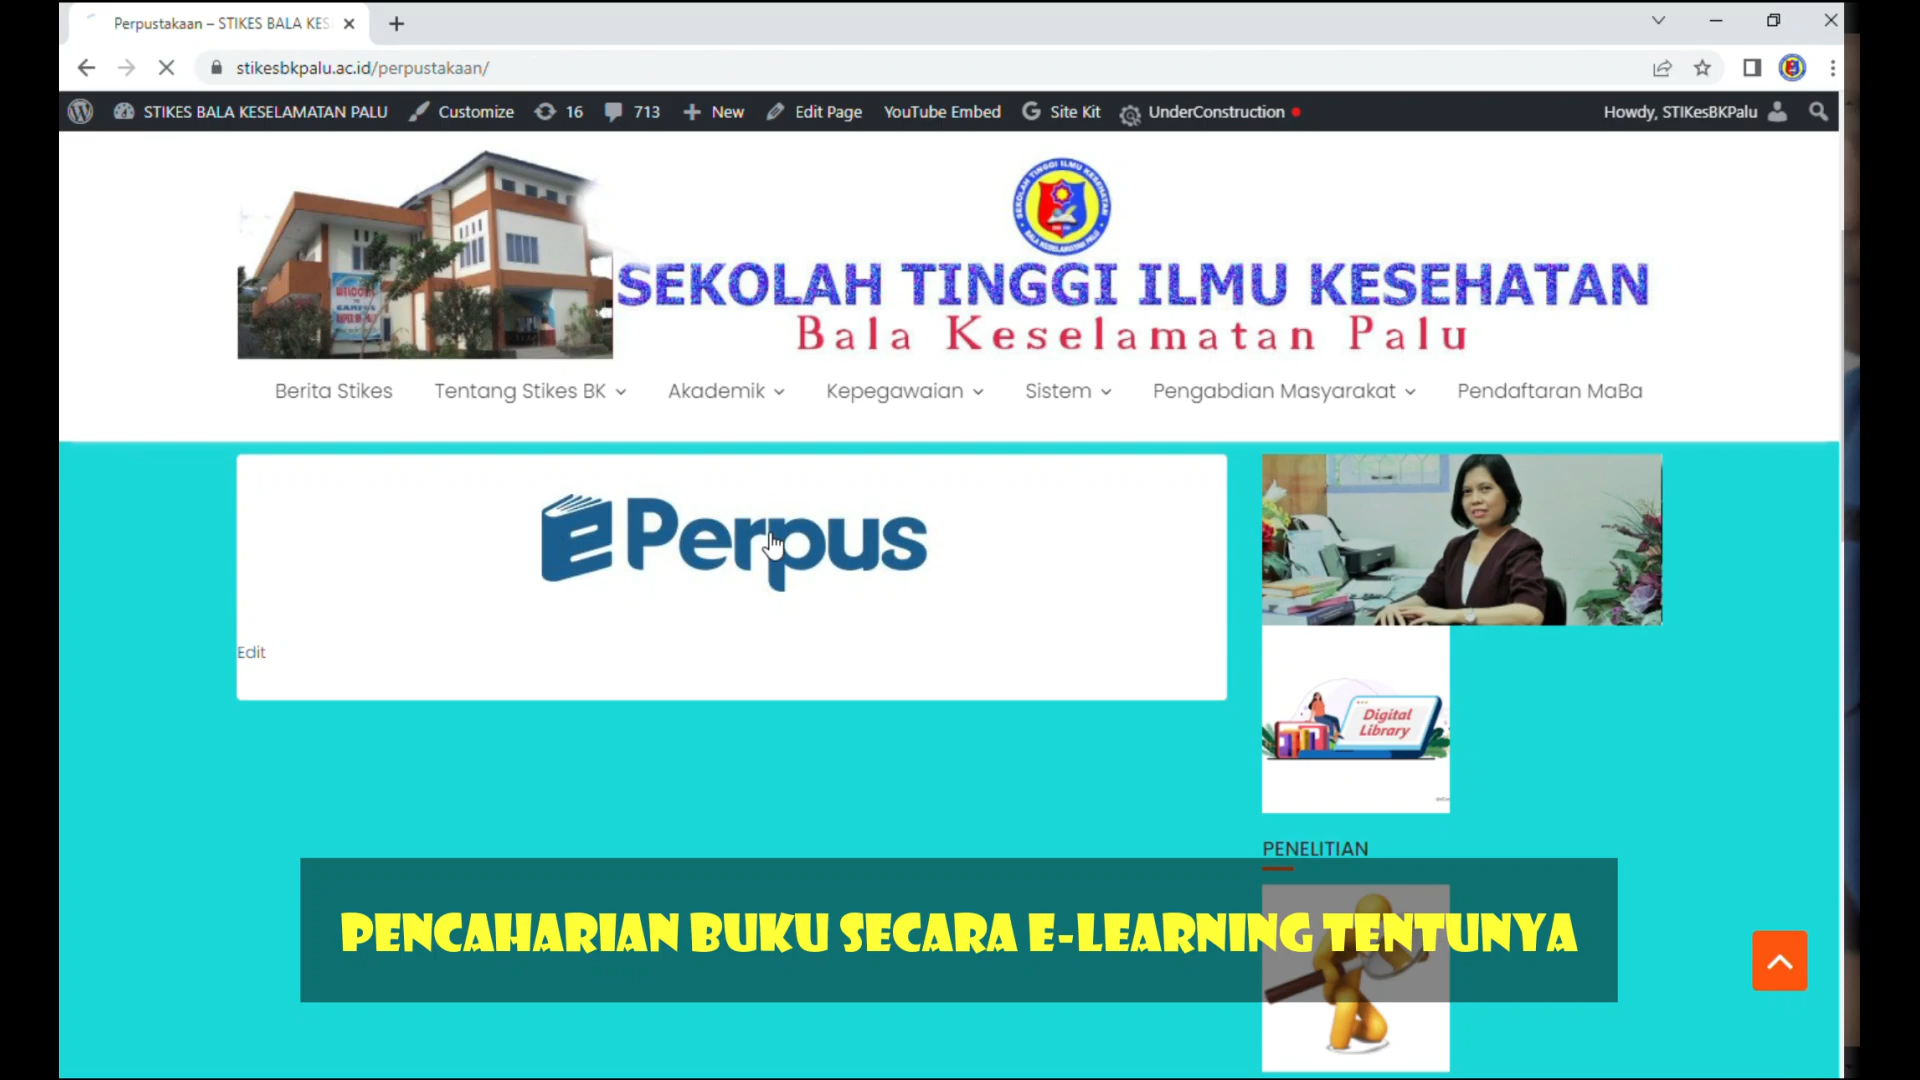 Perpustakaan – STIKES BALA KES
stikesbkpalu.ac.id/perpustakaan/
STIKES BALA KESELAMATAN PALU Customize 16 713 New Edit Page YouTube Embed Site Kit UnderConstruction Howdy, STIKesBKPalu
SEKOLAH TINGGI ILMU KESEHATAN
Bala Keselamatan Palu
Berita Stikes Tentang Stikes BK Akademik Kepegawaian Sistem Pengabdian Masyarakat Pendaftaran MaBa
ePerpus
Edit
Digital
Library
PENELITIAN
PENCAHARIAN BUKU SECARA E-LEARNING TENTUNYA